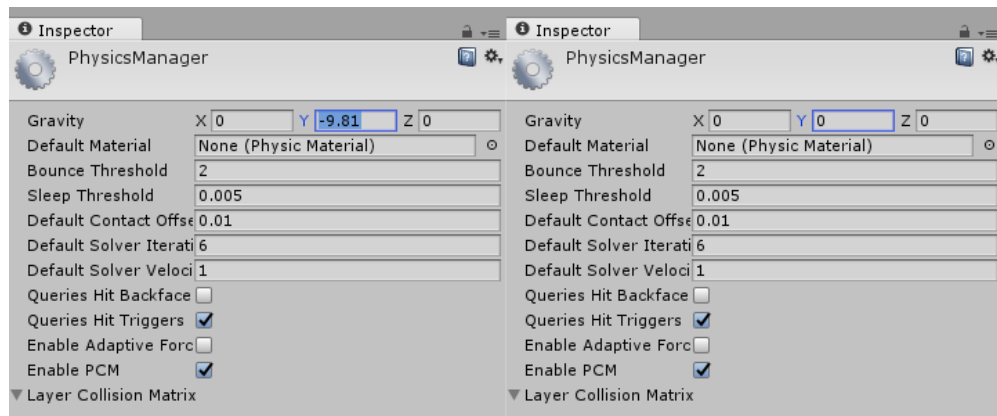 Inspector
PhysicsManager
Gravity X 0 Y -9.81 Z 0
Default Material None (Physic Material)
Bounce Threshold 2
Sleep Threshold 0.005
Default Contact Offse 0.01
Default Solver Iterati 6
Default Solver Veloci 1
Queries Hit Backface
Queries Hit Triggers
Enable Adaptive Forc
Enable PCM
Layer Collision Matrix
Inspector
PhysicsManager
Gravity X 0 Y 0 Z 0
Default Material None (Physic Material)
Bounce Threshold 2
Sleep Threshold 0.005
Default Contact Offse 0.01
Default Solver Iterati 6
Default Solver Veloci 1
Queries Hit Backface
Queries Hit Triggers
Enable Adaptive Forc
Enable PCM
Layer Collision Matrix